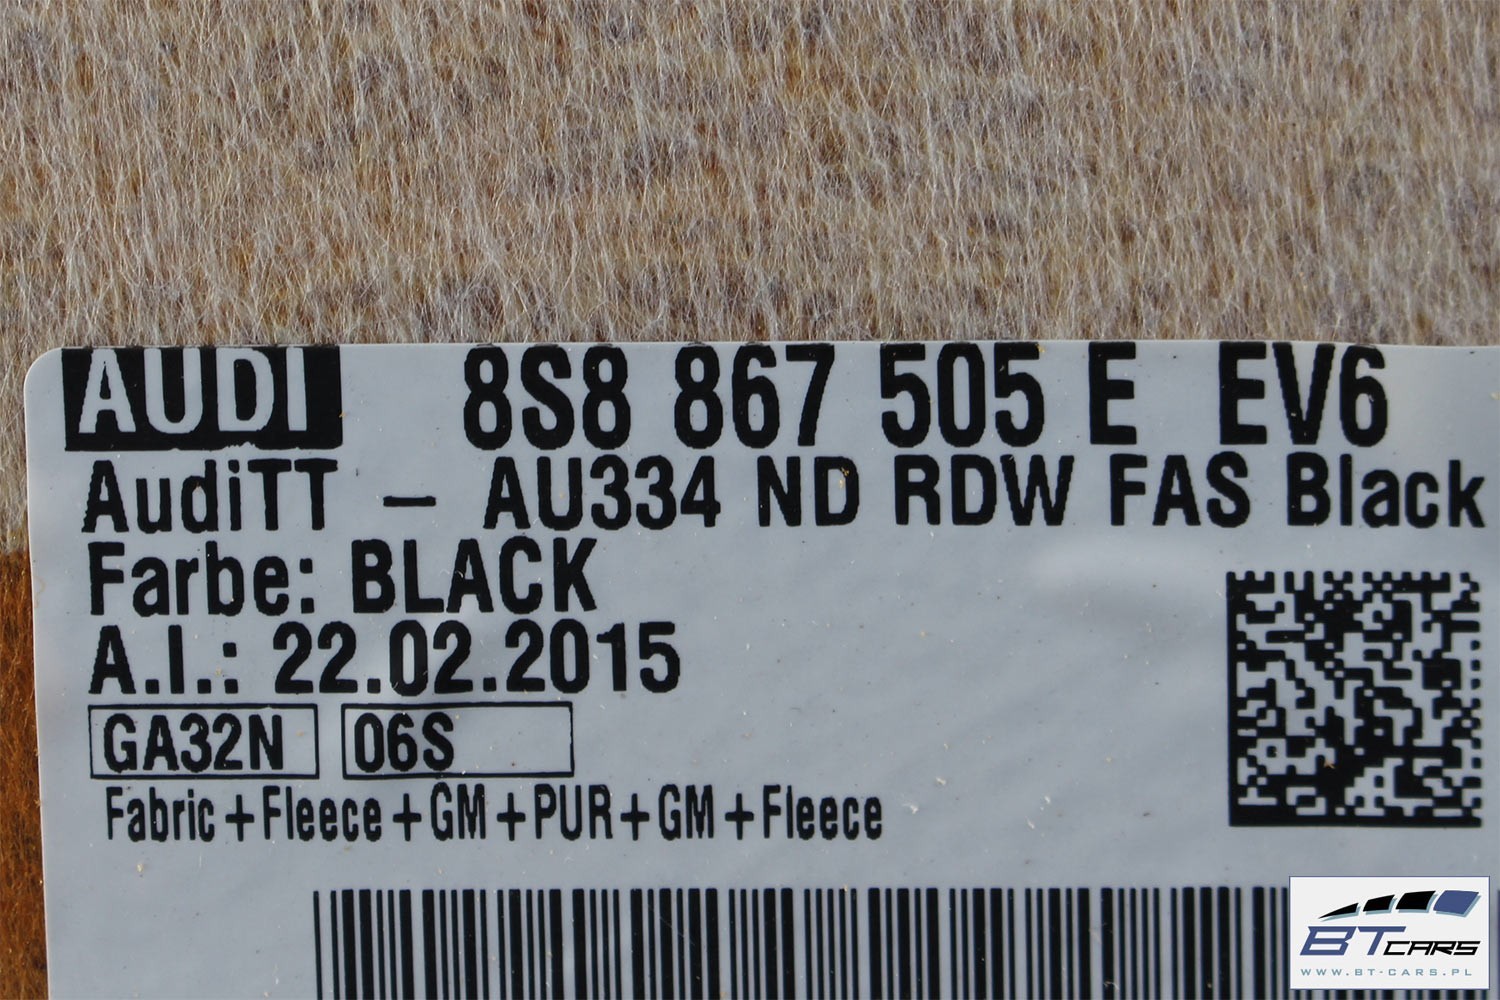 AUDI 8S8 867 505 E EV6
AudiTT - AU334 ND RDW FAS Black
Farbe: BLACK
A.I.: 22.02.2015
GA32N 06S
Fabric+Fleece+GM+PUR+GM+Fleece
BT CARS
WWW.BT-CARS.PL